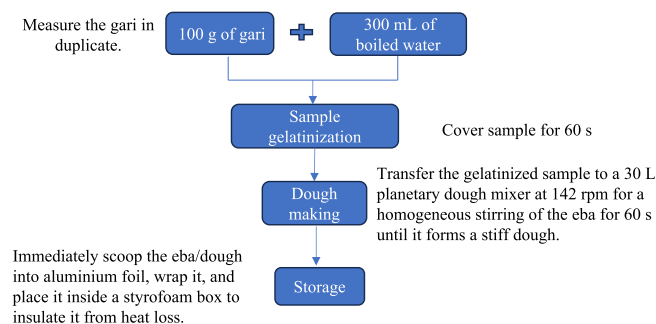 Measure the gari in
duplicate.
100 g of gari
300 mL of
boiled water
Sample
gelatinization
Cover sample for 60 s
Dough
making
Transfer the gelatinized sample to a 30 L
planetary dough mixer at 142 rpm for a
homogeneous stirring of the eba for 60 s
until it forms a stiff dough.
Immediately scoop the eba/dough
into aluminium foil, wrap it, and
place it inside a styrofoam box to
insulate it from heat loss.
Storage